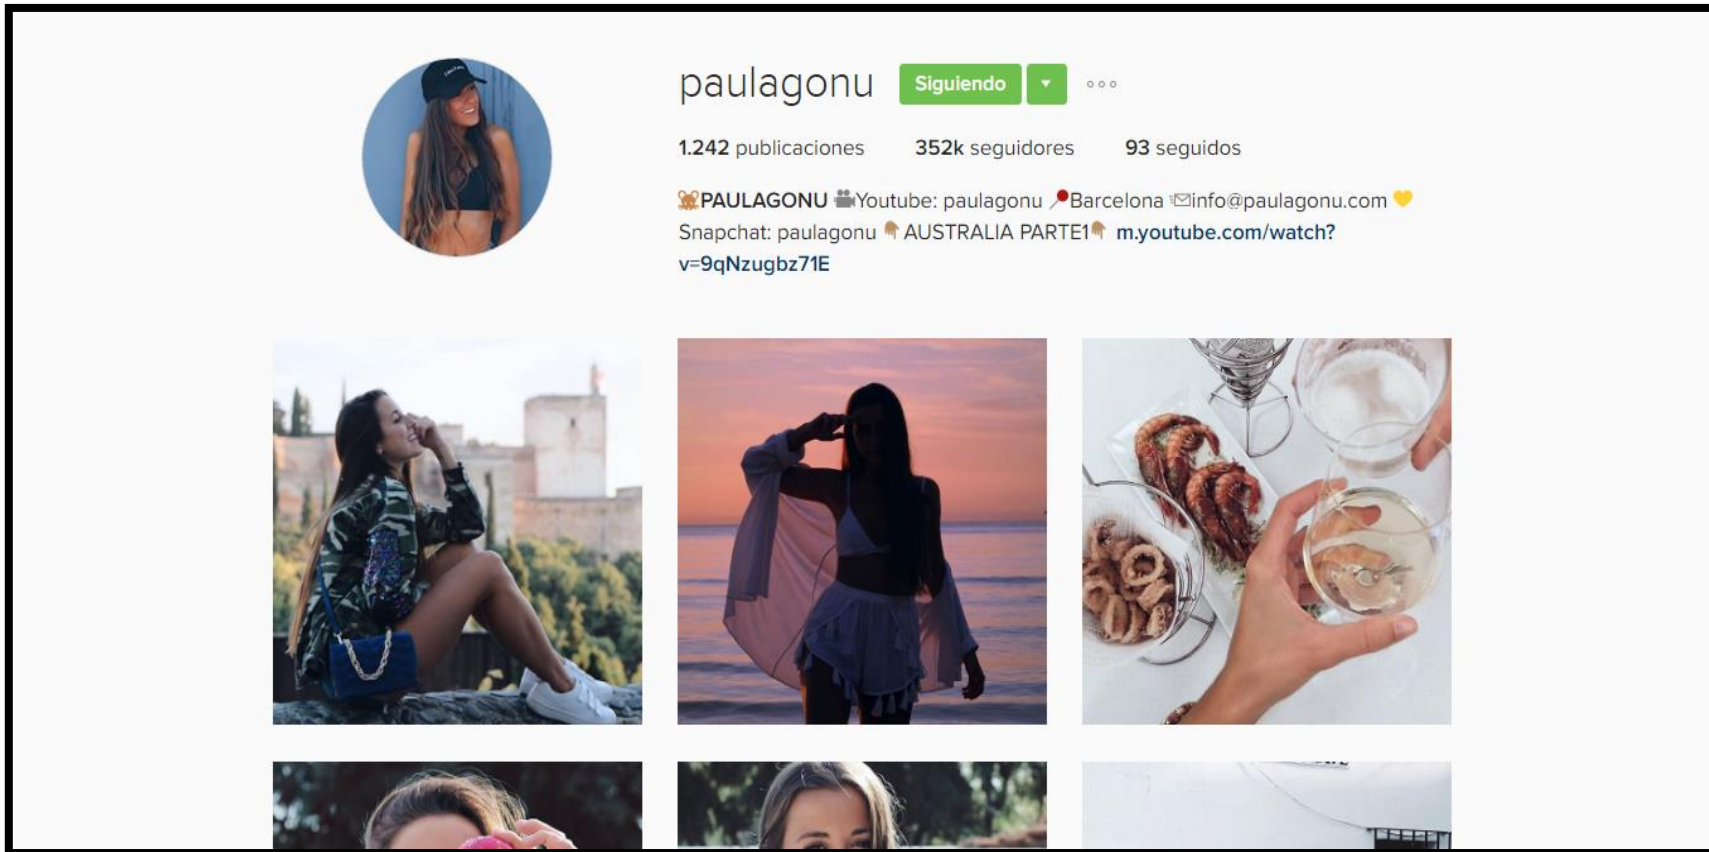 paulagonu Siguiendo
1.242 publicaciones 352k seguidores 93 seguidos
🐹PAULAGONU 🎥Youtube: paulagonu 📍Barcelona 📧info@paulagonu.com 💛
Snapchat: paulagonu 👇🏽AUSTRALIA PARTE1👇🏽 m.youtube.com/watch?
v=9qNzugbz71E